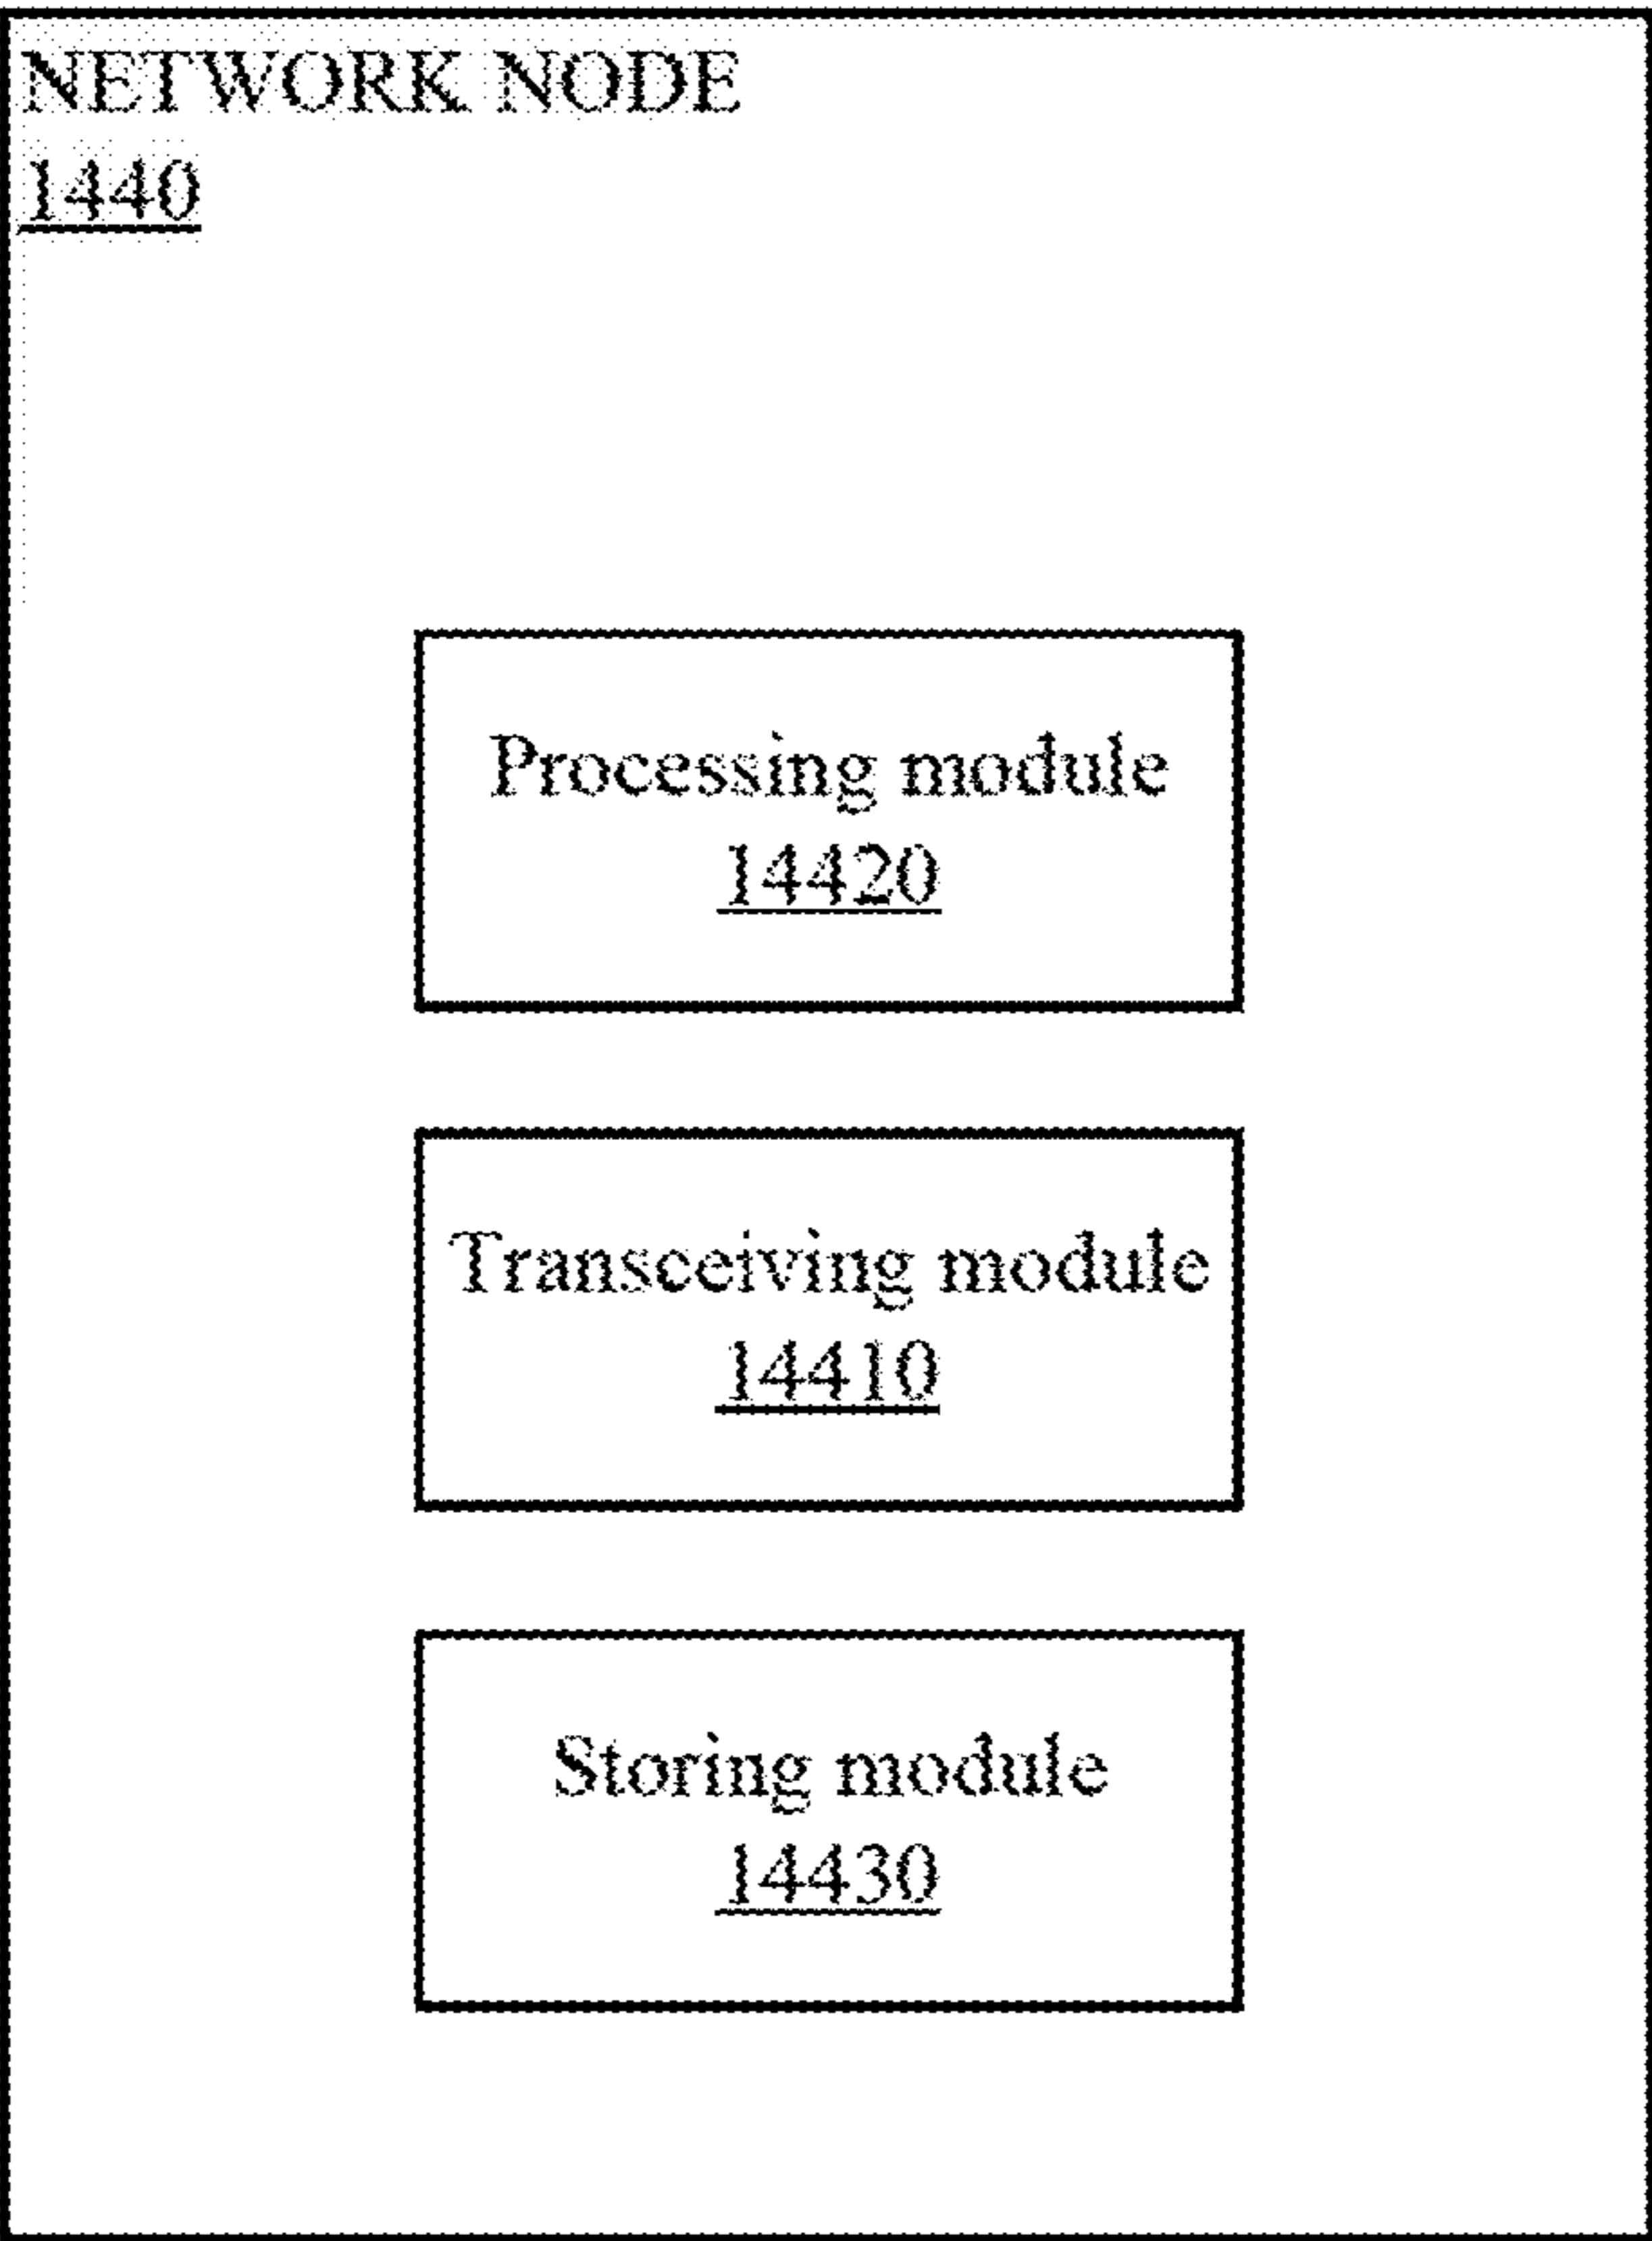 NETWORK NODE
1440
Processing module
14420
Transceiving module
14410
Storing module
14430